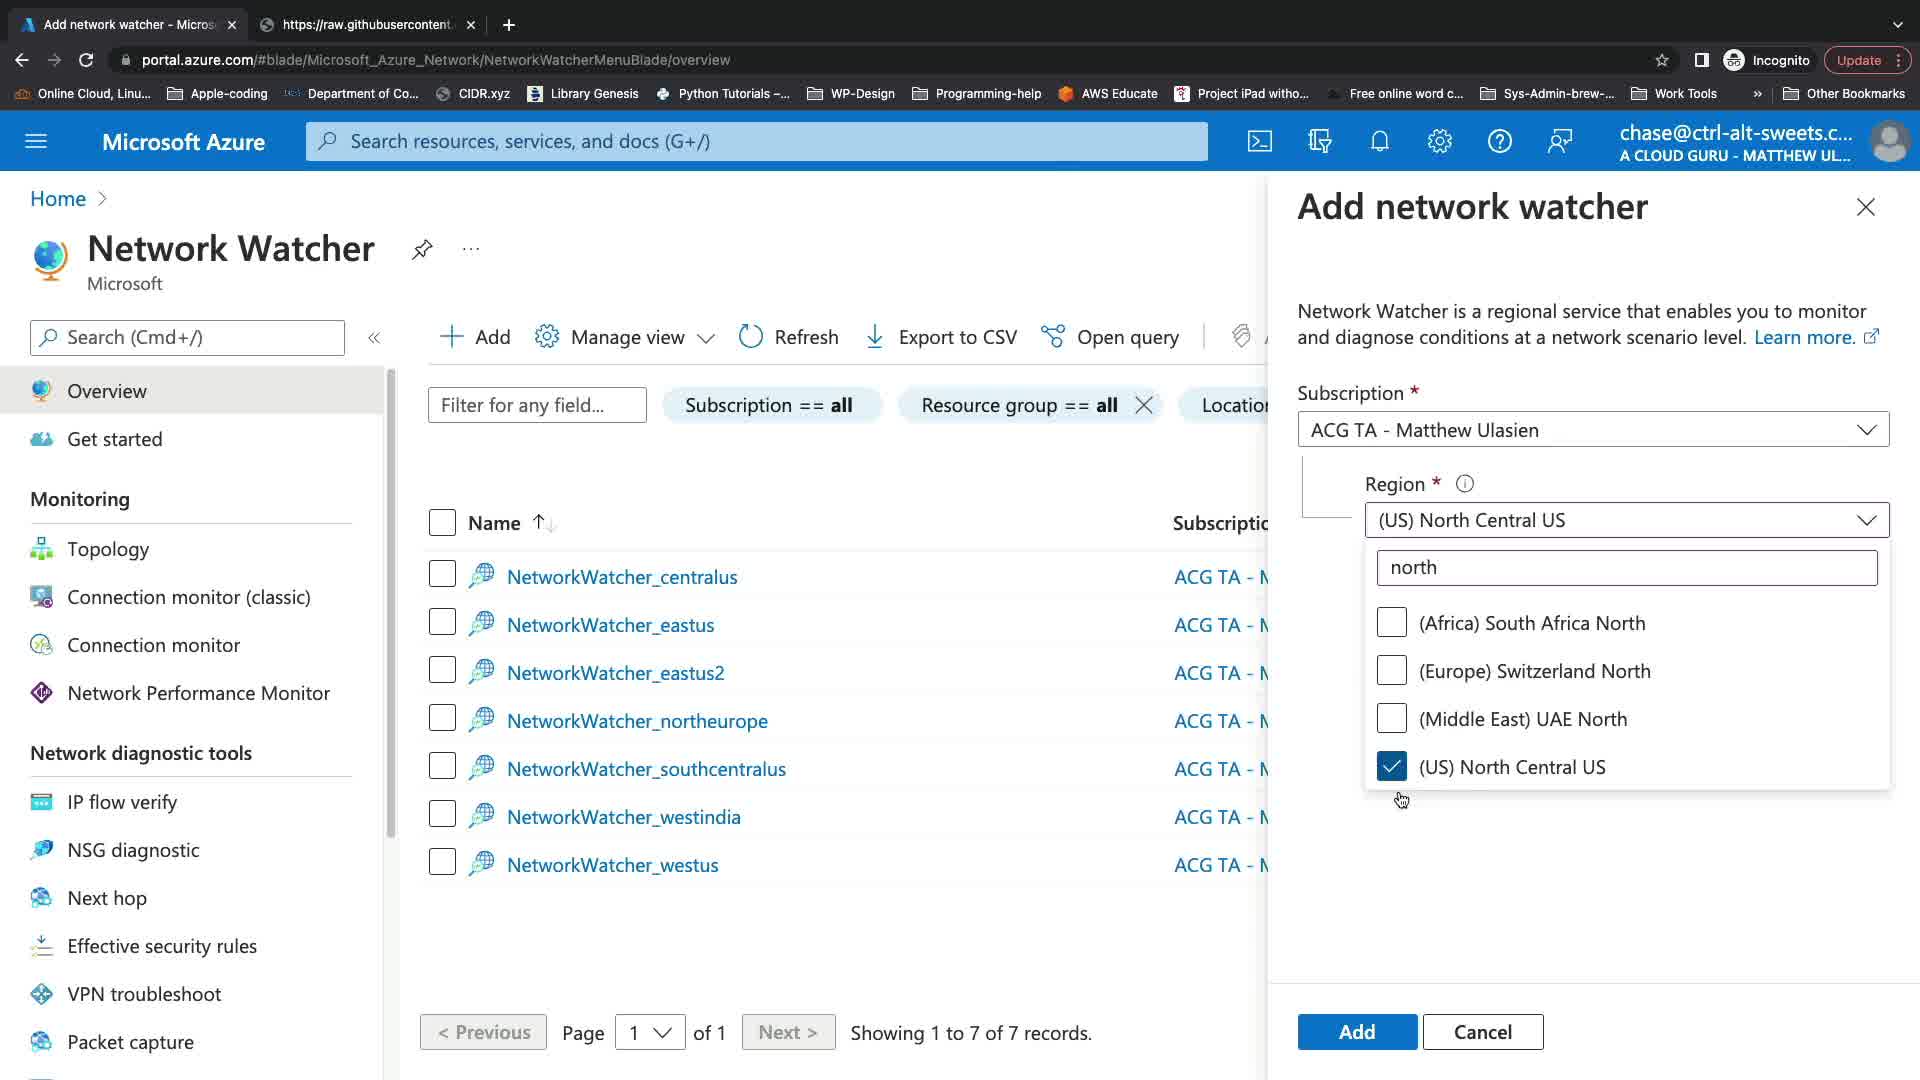 Add network watcher - Micros
https://raw.githubusercontent.
portal.azure.com/#blade/Microsoft_Azure_Network/NetworkWatcherMenuBlade/overview
Incognito
Update
Online Cloud, Linu...
Apple-coding
Department of Co...
CIDR.xyz
Library Genesis
Python Tutorials –...
WP-Design
Programming-help
AWS Educate
Project iPad witho...
Free online word c...
Sys-Admin-brew-...
Work Tools
»
Other Bookmarks
Microsoft Azure
Search resources, services, and docs (G+/)
chase@ctrl-alt-sweets.c...
A CLOUD GURU - MATTHEW UL...
Home >
Network Watcher
...
Microsoft
Search (Cmd+/)
«
Overview
Get started
Monitoring
Topology
Connection monitor (classic)
Connection monitor
Network Performance Monitor
Network diagnostic tools
IP flow verify
NSG diagnostic
Next hop
Effective security rules
VPN troubleshoot
Packet capture
Add
Manage view
Refresh
Export to CSV
Open query
Filter for any field...
Subscription == all
Resource group == all
Location
Name
Subscriptio
NetworkWatcher_centralus
ACG TA - M
NetworkWatcher_eastus
ACG TA - M
NetworkWatcher_eastus2
ACG TA - M
NetworkWatcher_northeurope
ACG TA - M
NetworkWatcher_southcentralus
ACG TA - M
NetworkWatcher_westindia
ACG TA - M
NetworkWatcher_westus
ACG TA - M
< Previous
Page
1
of 1
Next >
Showing 1 to 7 of 7 records.
Add network watcher
Network Watcher is a regional service that enables you to monitor
and diagnose conditions at a network scenario level. Learn more.
Subscription *
ACG TA - Matthew Ulasien
Region *
(US) North Central US
north
(Africa) South Africa North
(Europe) Switzerland North
(Middle East) UAE North
(US) North Central US
Add
Cancel